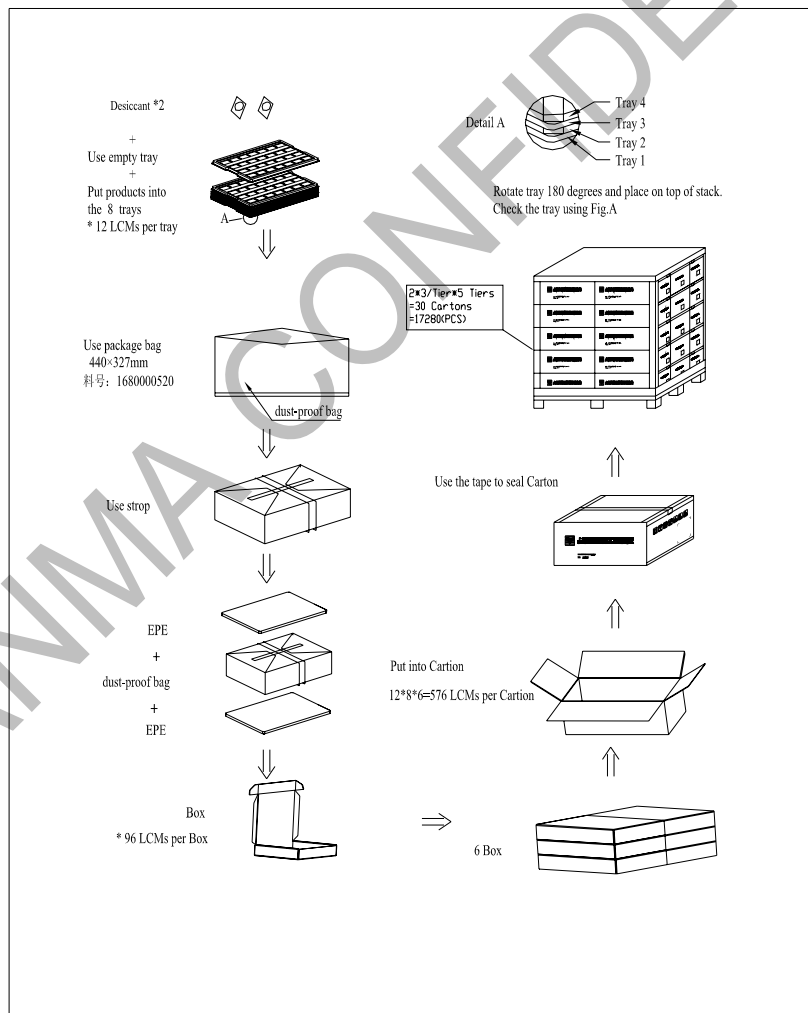 Desiccant *2
+
Use empty tray
+
Put products into
the 8 trays
* 12 LCMs per tray
A
Detail A
Tray 4
Tray 3
Tray 2
Tray 1
Rotate tray 180 degrees and place on top of stack.
Check the tray using Fig.A
2*3/Tier*5 Tiers
=30 Cartons
=17280(PCS)
Use package bag
440×327mm
料号：1680000520
dust-proof bag
Use strop
EPE
+
dust-proof bag
+
EPE
Box
* 96 LCMs per Box
6 Box
Put into Cartion
12*8*6=576 LCMs per Cartion
Use the tape to seal Carton